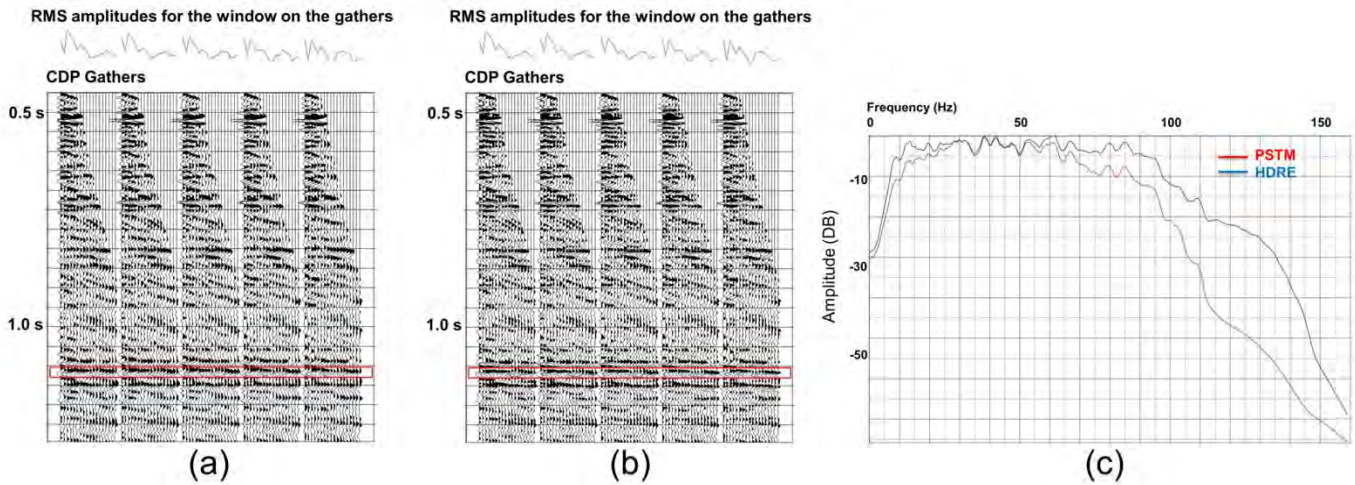 RMS amplitudes for the window on the gathers
CDP Gathers
0.5 s
1.0 s
(a)
RMS amplitudes for the window on the gathers
CDP Gathers
0.5 s
1.0 s
(b)
Frequency (Hz)
0 50 100 150
PSTM
HDRE
-10
-30
-50
Amplitude (DB)
(c)